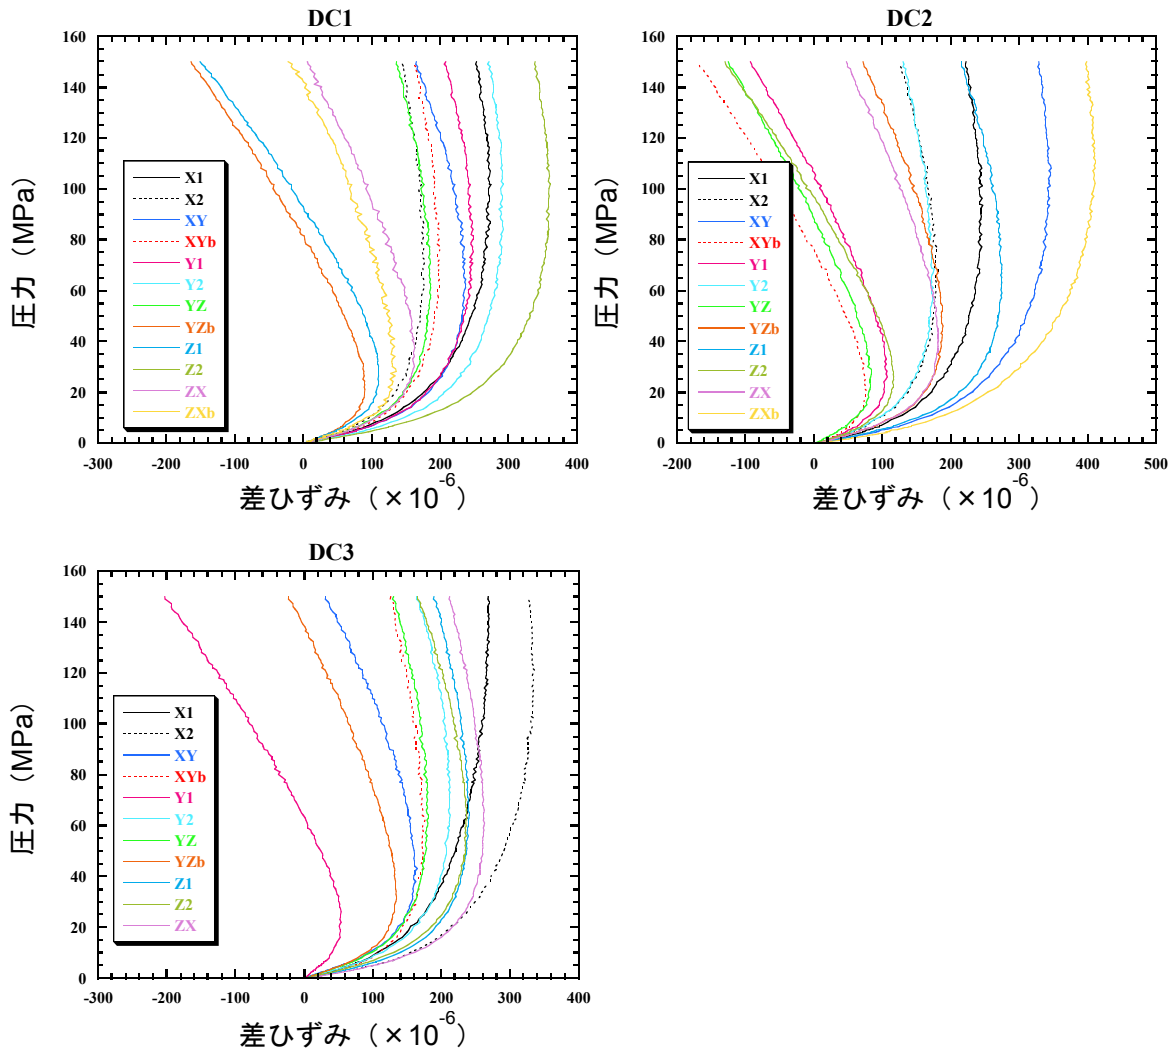 DC1
160
140
120
100
80
60
40
20
0
圧力（MPa）
X1
X2
XY
XYb
Y1
Y2
YZ
YZb
Z1
Z2
ZX
ZXb
-300 -200 -100 0 100 200 300 400
差ひずみ（×10-6）
DC2
160
140
120
100
80
60
40
20
0
圧力（MPa）
X1
X2
XY
XYb
Y1
Y2
YZ
YZb
Z1
Z2
ZX
ZXb
-200 -100 0 100 200 300 400 500
差ひずみ（×10-6）
DC3
160
140
120
100
80
60
40
20
0
圧力（MPa）
X1
X2
XY
XYb
Y1
Y2
YZ
YZb
Z1
Z2
ZX
-300 -200 -100 0 100 200 300 400
差ひずみ（×10-6）